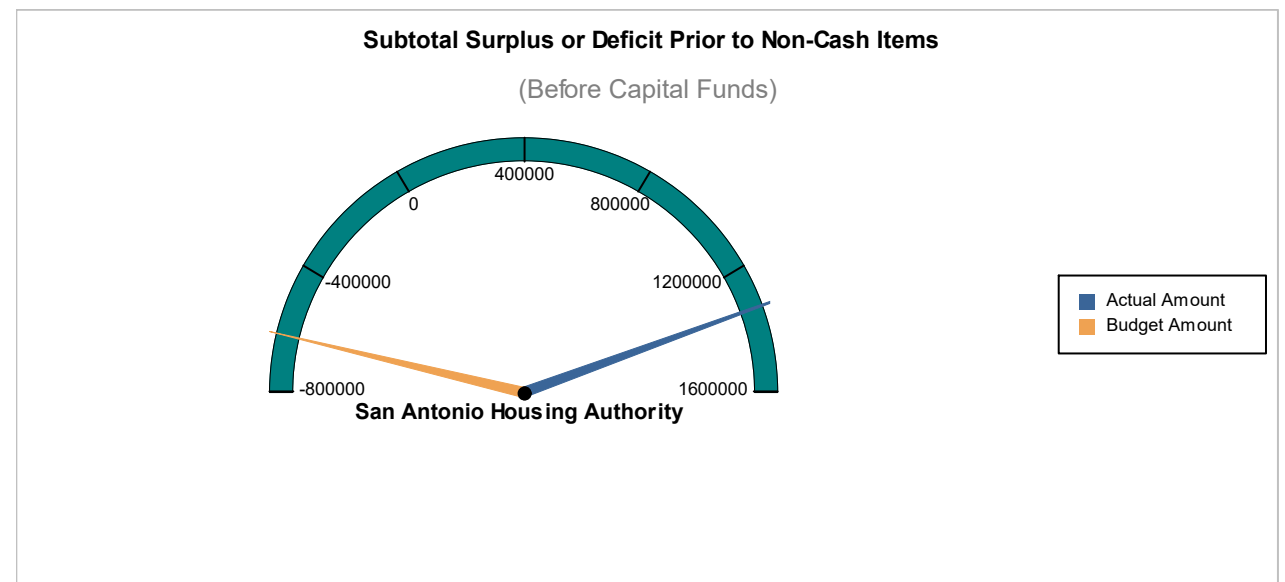 Subtotal Surplus or Deficit Prior to Non-Cash Items
(Before Capital Funds)
400000
0
800000
-400000
1200000
Actual Amount
Budget Amount
-800000
1600000
San Antonio Housing Authority